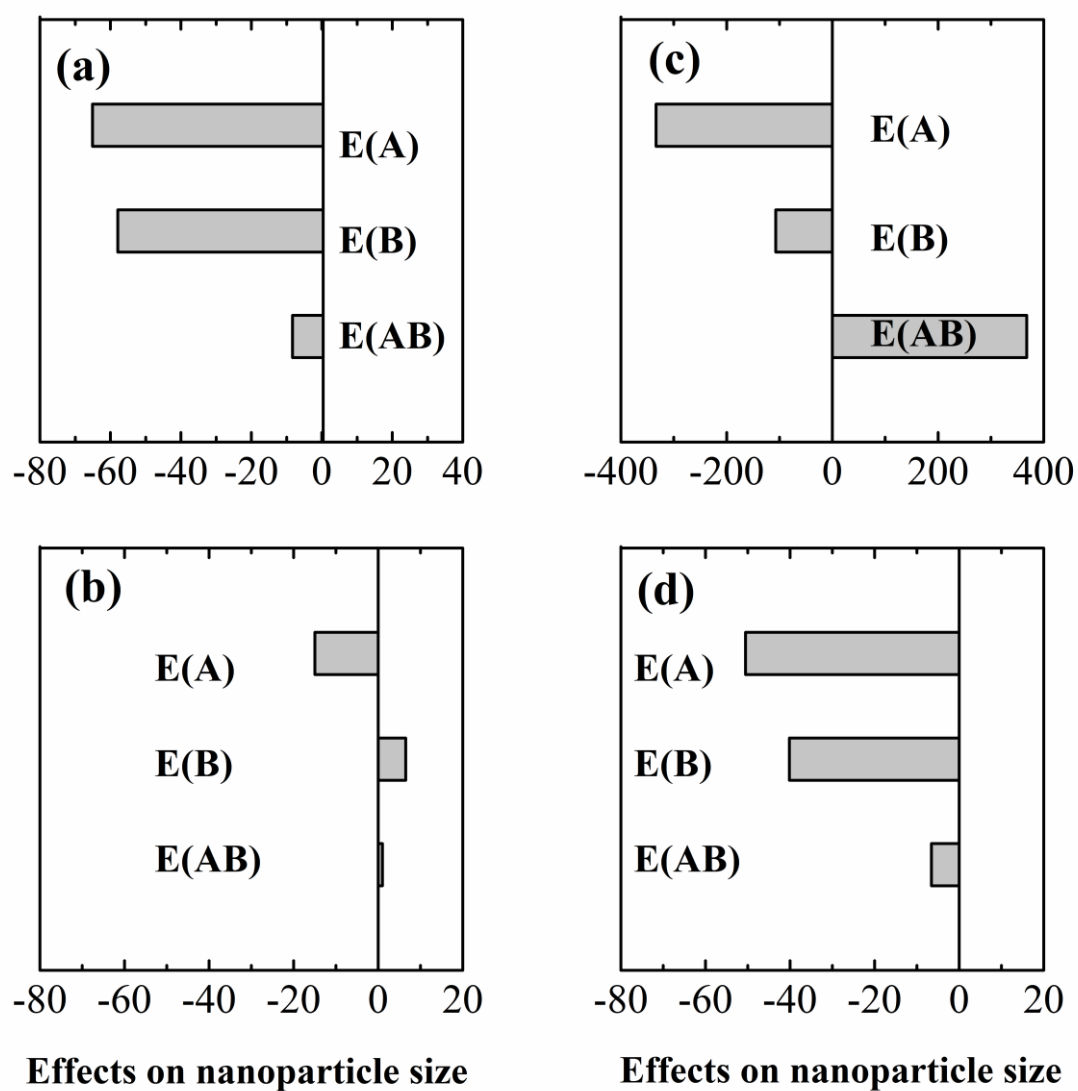 (a)
E(A)
E(B)
E(AB)
-80 -60 -40 -20 0 20 40
(c)
E(A)
E(B)
E(AB)
-400 -200 0 200 400
(b)
E(A)
E(B)
E(AB)
-80 -60 -40 -20 0 20
Effects on nanoparticle size
(d)
E(A)
E(B)
E(AB)
-80 -60 -40 -20 0 20
Effects on nanoparticle size